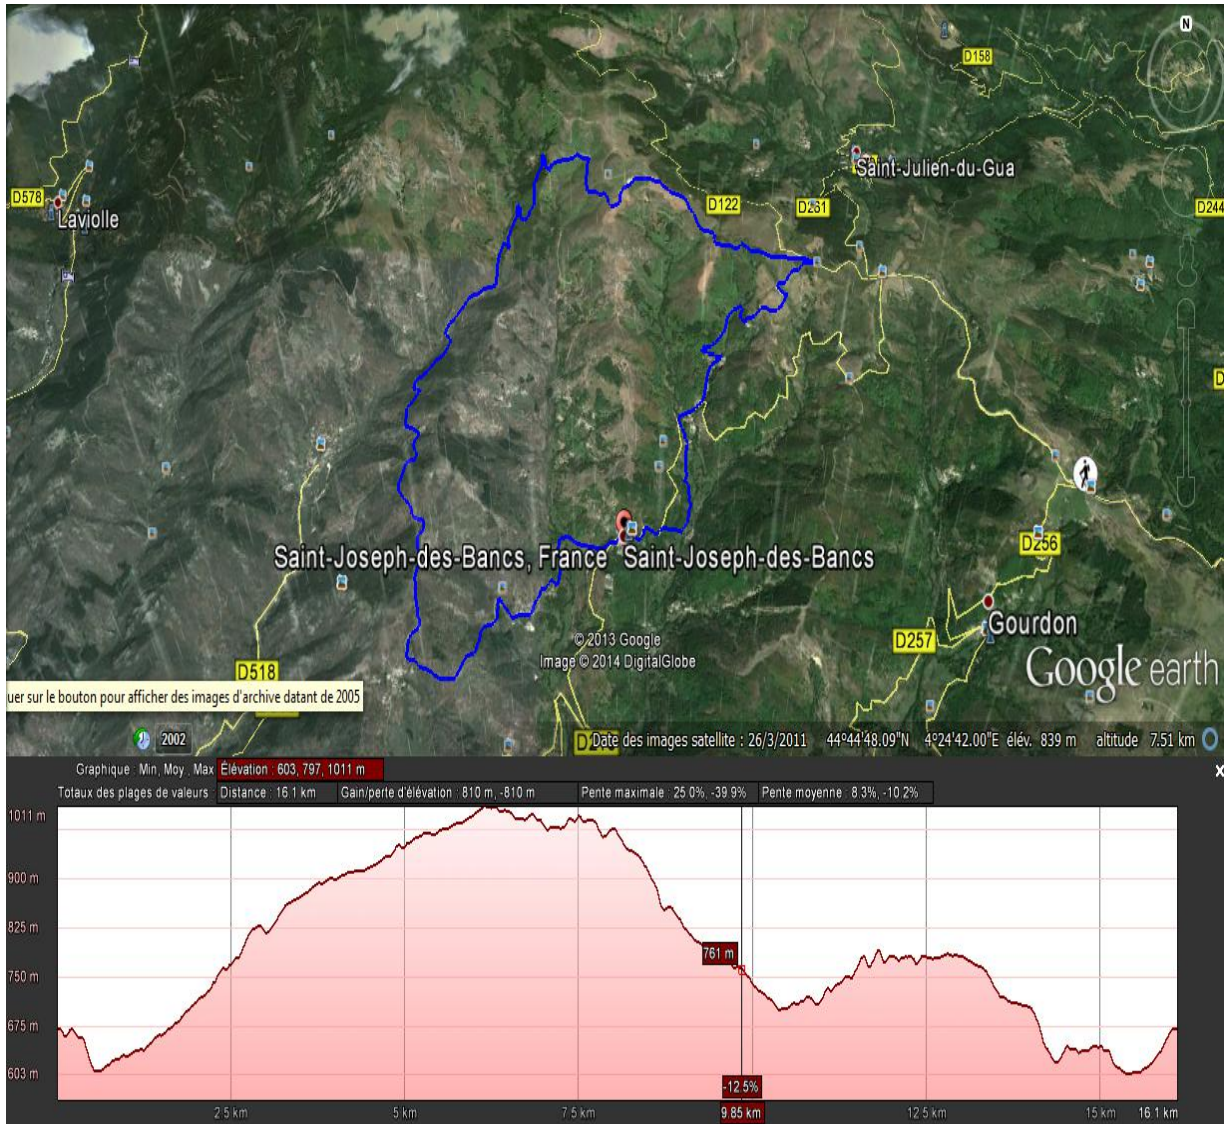 N
D158
Saint-Julien-du-Gua
D578
Laviolle
D122
D261
D244
Saint-Joseph-des-Bancs, France
Saint-Joseph-des-Bancs
D256
Gourdon
D257
© 2013 Google
Image © 2014 DigitalGlobe
Google earth
D518
uer sur le bouton pour afficher des images d'archive datant de 2005
2002
Date des images satellite : 26/3/2011 44°44'48.09"N 4°24'42.00"E élév. 839 m altitude 7.51 km
Graphique : Min, Moy., Max Élévation : 603, 797, 1011 m
x
Totaux des plages de valeurs : Distance : 16.1 km Gain/perte d'élévation : 810 m, -810 m Pente maximale : 25.0%, -39.9% Pente moyenne : 8.3%, -10.2%
1011 m
900 m
825 m
761 m
750 m
675 m
603 m
-12.5%
2.5 km 5 km 7.5 km 9.85 km 12.5 km 15 km 16.1 km